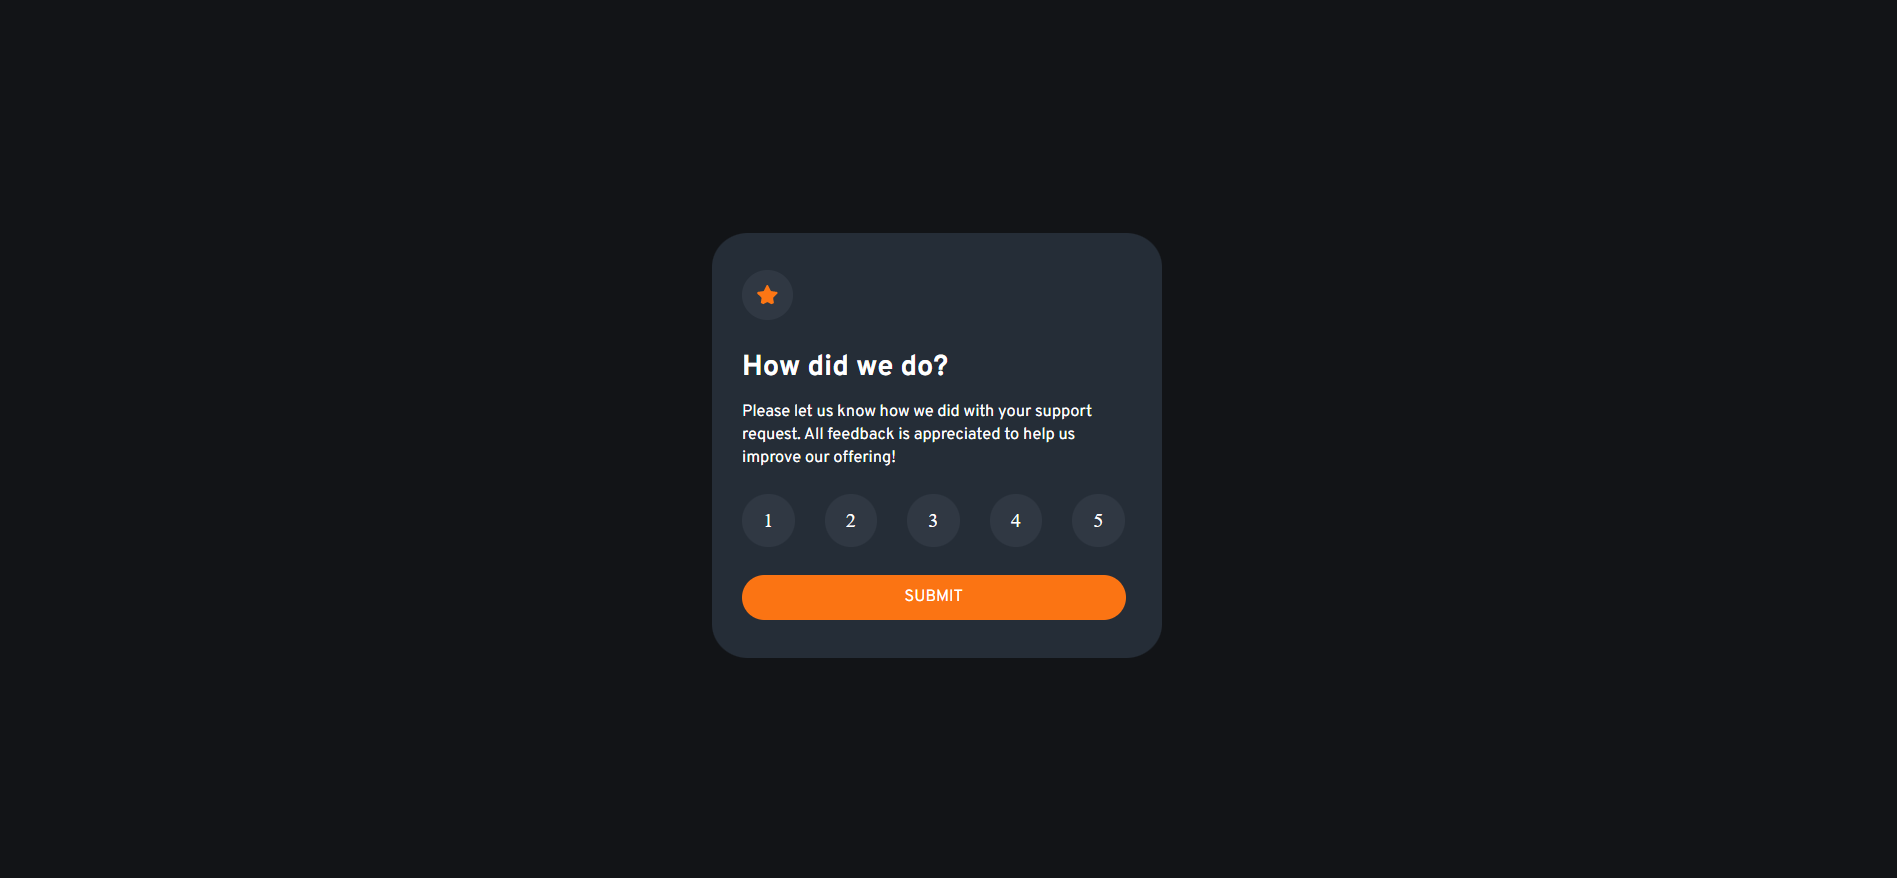 How did we do?
Please let us know how we did with your support
request. All feedback is appreciated to help us
improve our offering!
1 2 3 4 5
SUBMIT